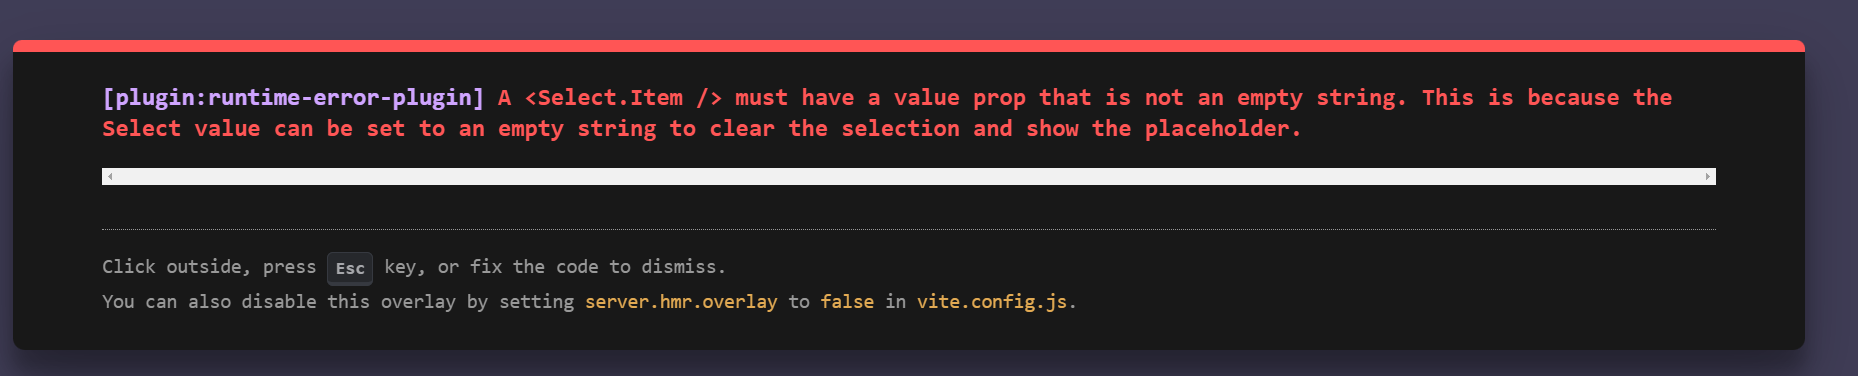 [plugin:runtime-error-plugin] A <Select.Item /> must have a value prop that is not an empty string. This is because the
Select value can be set to an empty string to clear the selection and show the placeholder.
Click outside, press Esc key, or fix the code to dismiss.
You can also disable this overlay by setting server.hmr.overlay to false in vite.config.js.